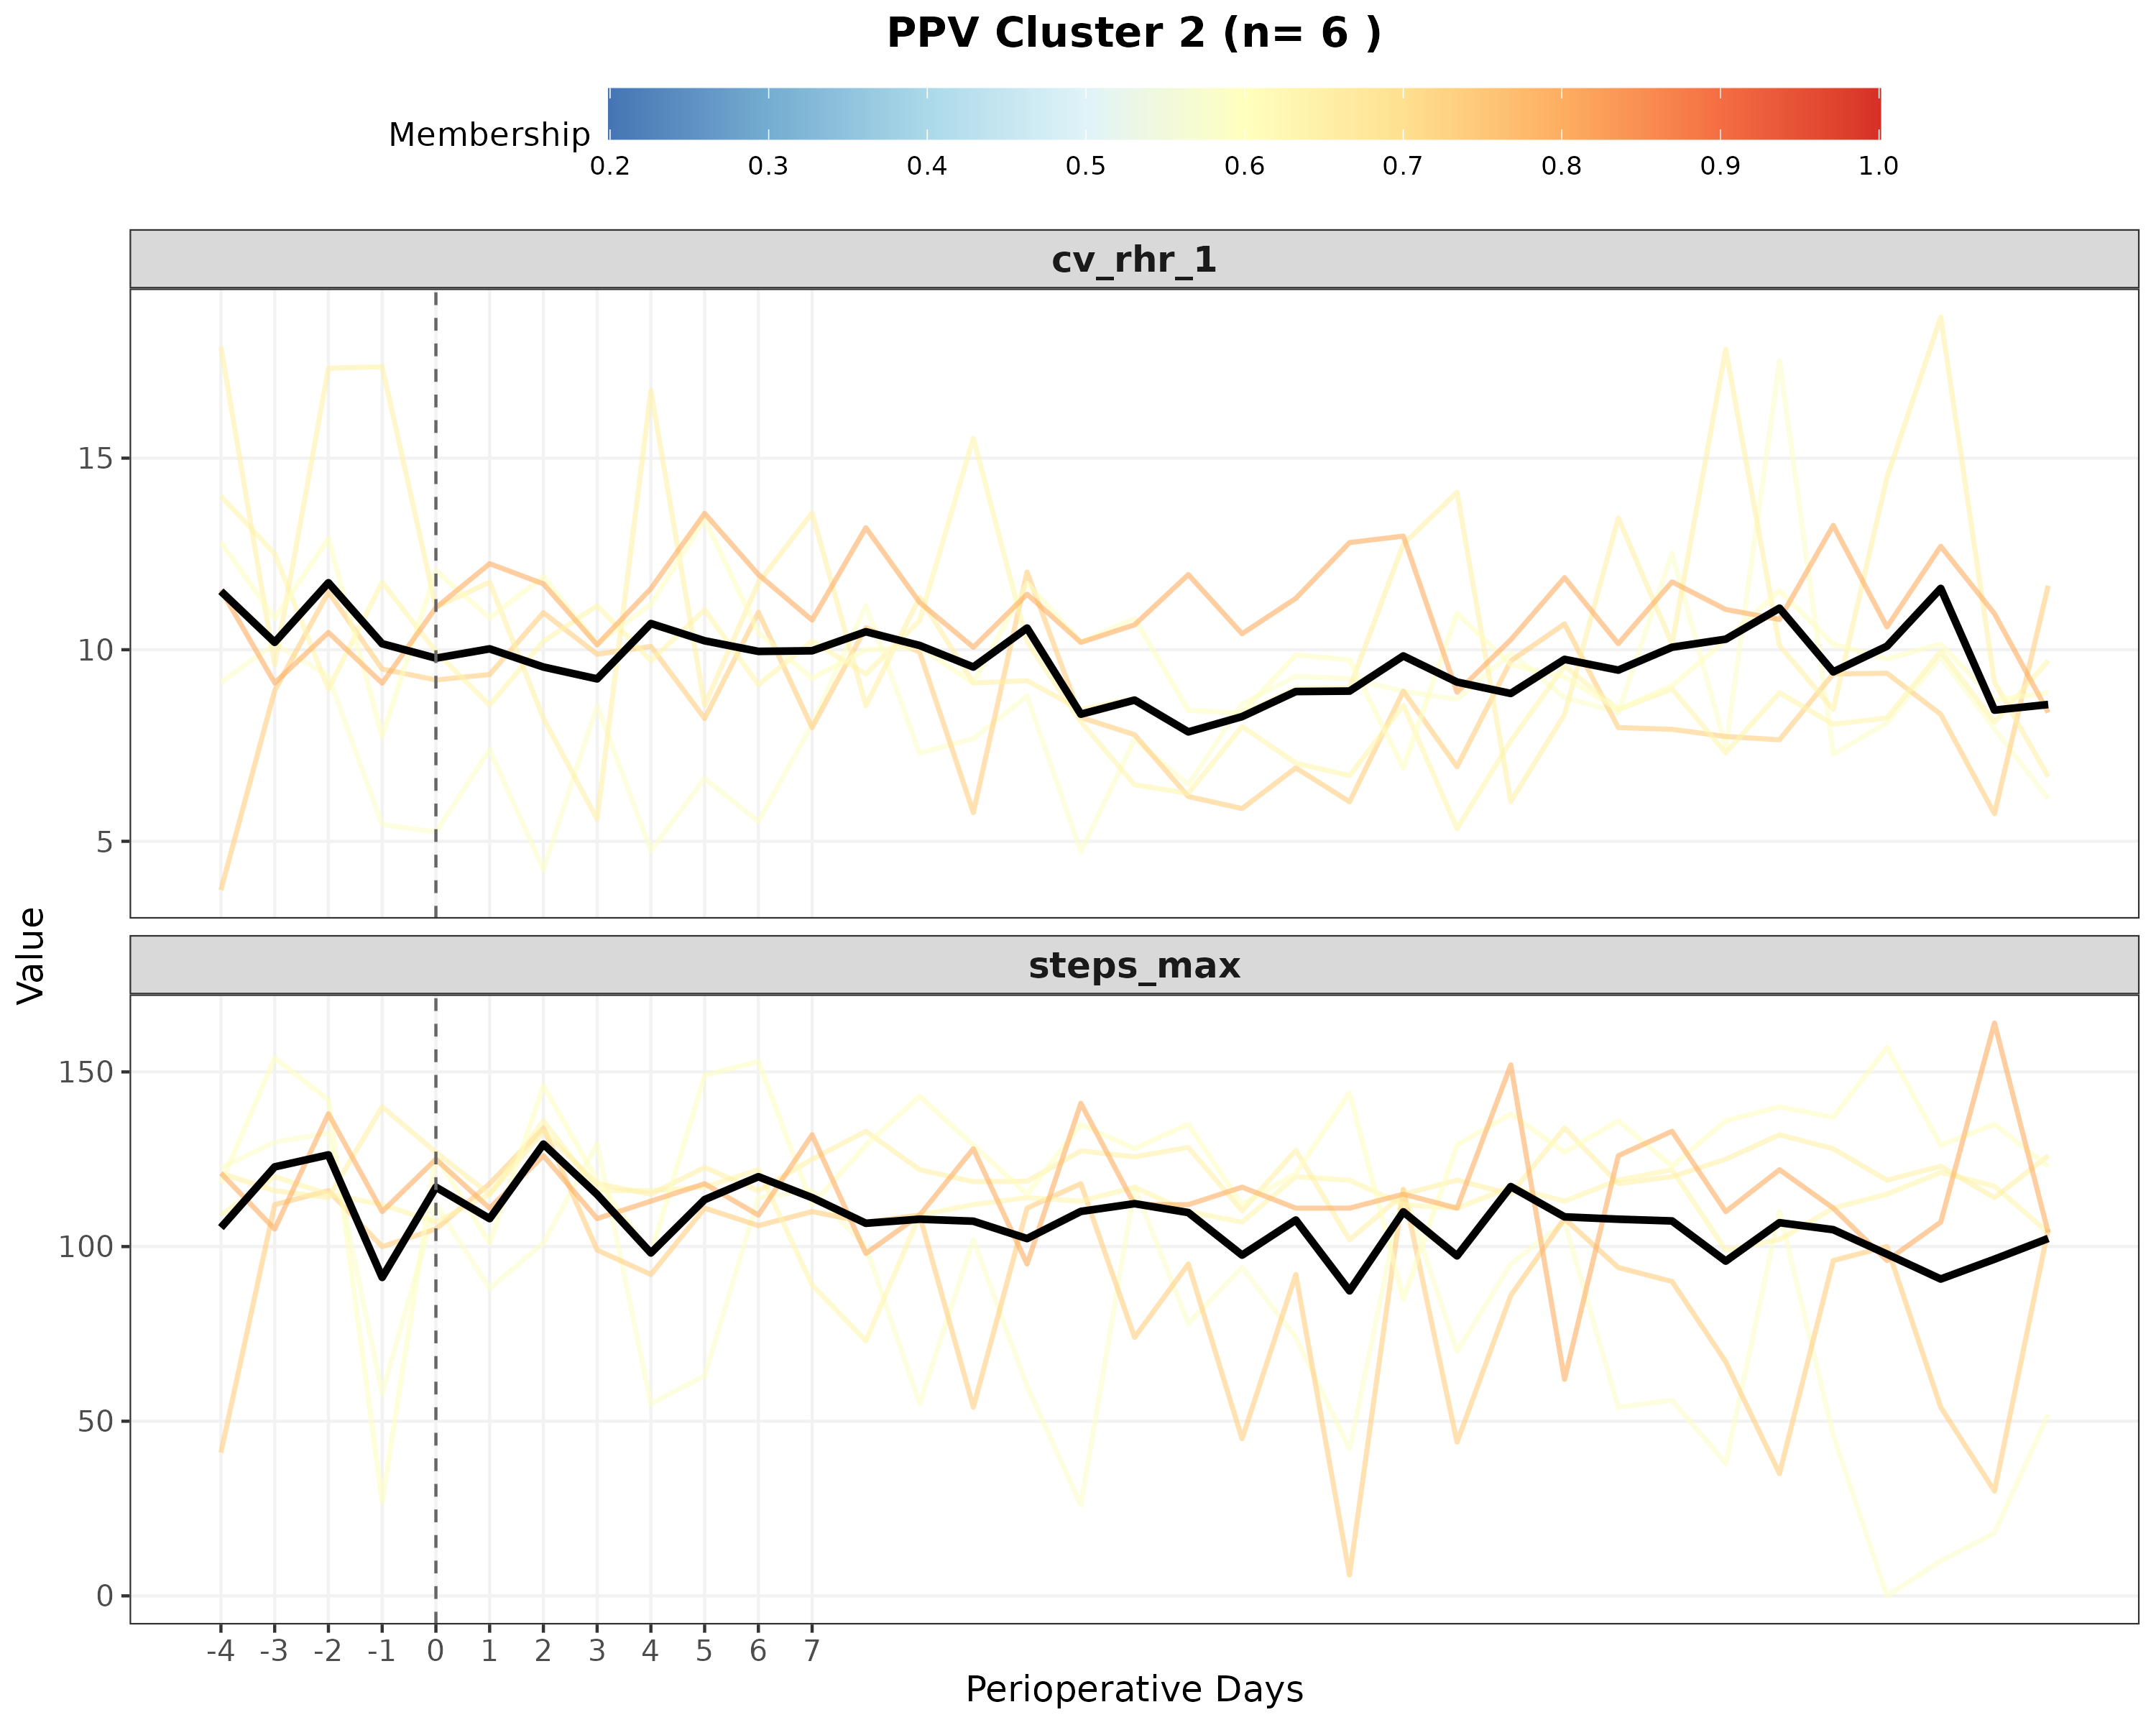 PPV Cluster 2 (n= 6 )
Membership
0.2 0.3 0.4 0.5 0.6 0.7 0.8 0.9 1.0
cv_rhr_1
15
10
5
Value
steps_max
150
100
50
0
-4 -3 -2 -1 0 1 2 3 4 5 6 7
Perioperative Days